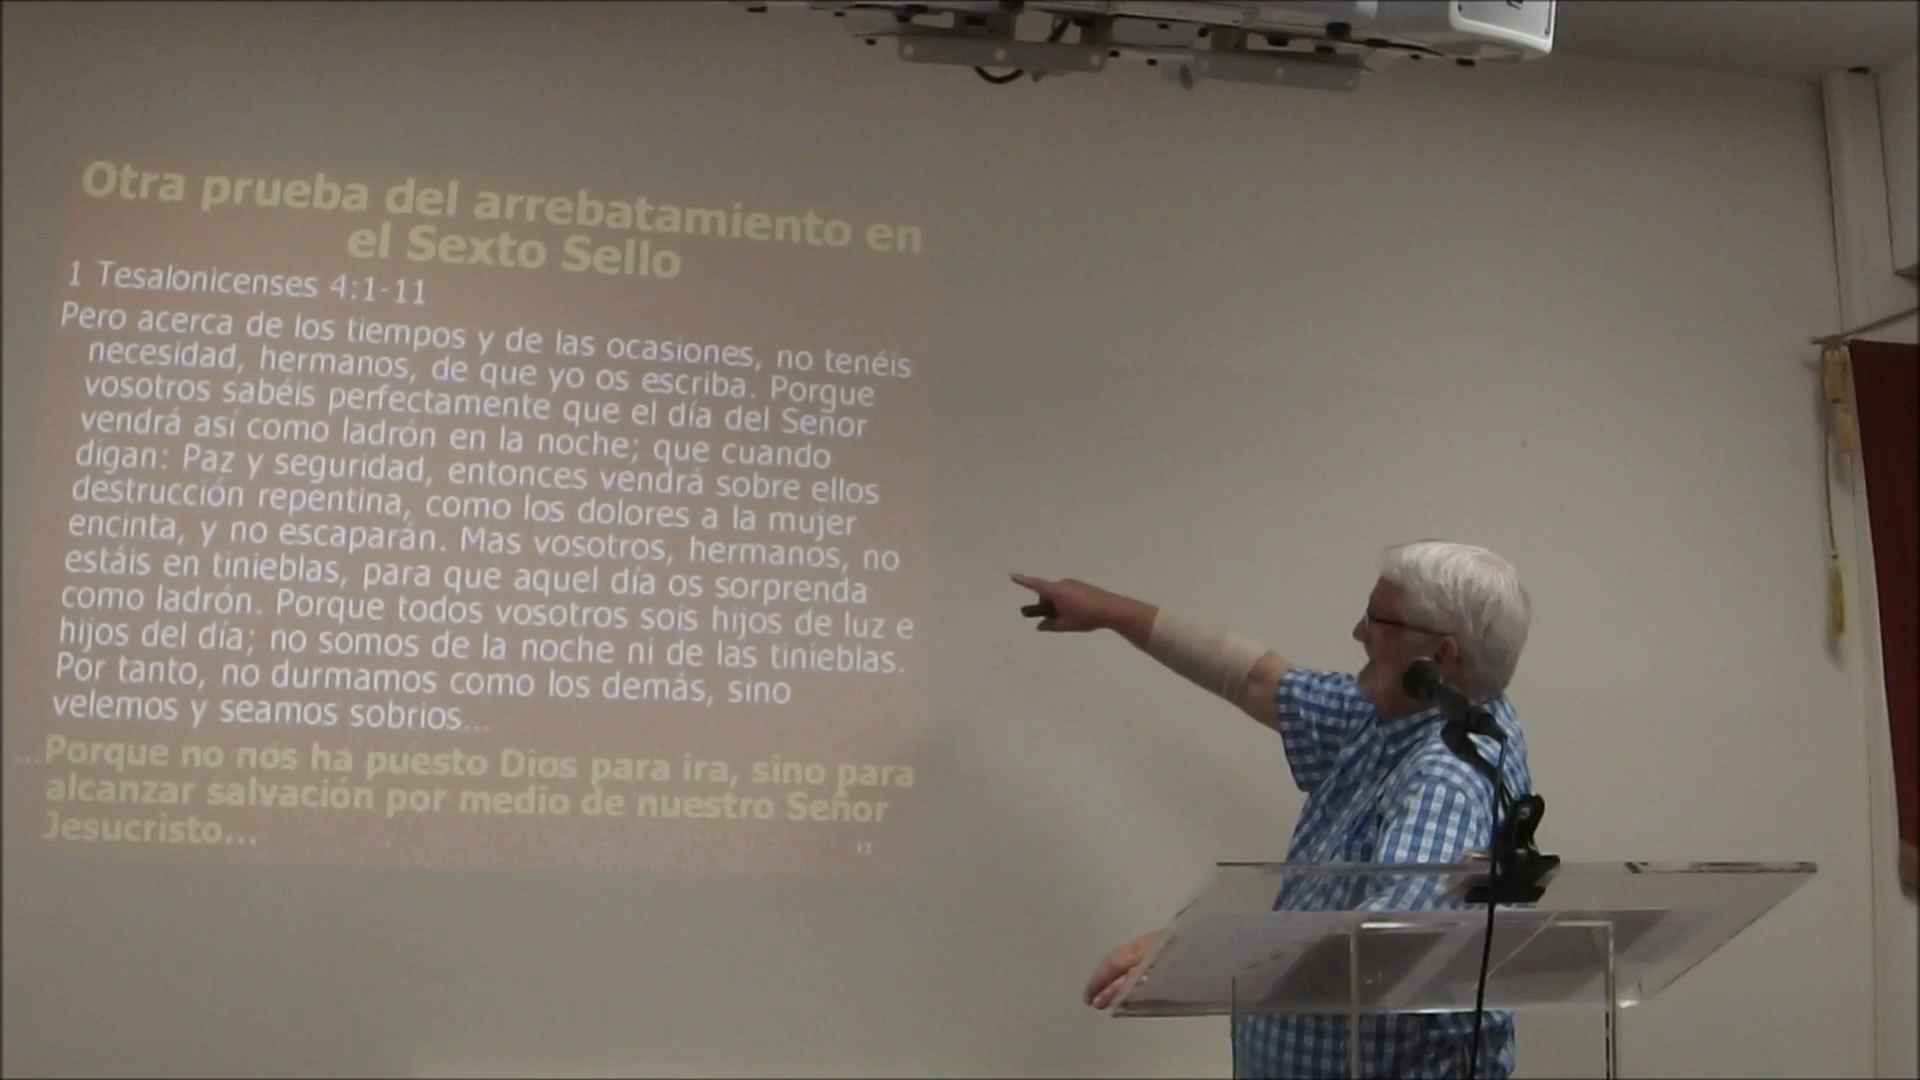 Otra prueba del arrebatamiento en
el Sexto Sello
1 Tesalonicenses 4:1-11
Pero acerca de los tiempos y de las ocasiones, no tenéis
necesidad, hermanos, de que yo os escriba. Porque
vosotros sabéis perfectamente que el día del Señor
vendrá así como ladrón en la noche; que cuando
digan: Paz y seguridad, entonces vendrá sobre ellos
destrucción repentina, como los dolores a la mujer
encinta, y no escaparán. Mas vosotros, hermanos, no
estáis en tinieblas, para que aquel día os sorprenda
como ladrón. Porque todos vosotros sois hijos de luz e
hijos del día; no somos de la noche ni de las tinieblas.
Por tanto, no durmamos como los demás, sino
velemos y seamos sobrios...
...Porque no nos ha puesto Dios para ira, sino para
alcanzar salvación por medio de nuestro Señor
Jesucristo...
13